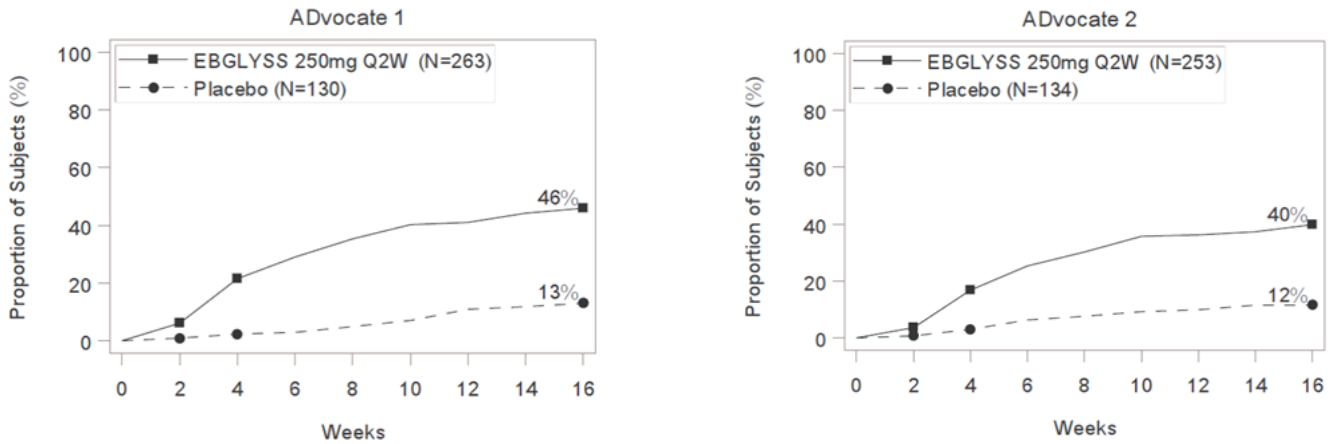 ADvocate 1
100
80
60
40
20
0
Proportion of Subjects (%)
EBGLYSS 250mg Q2W (N=263)
Placebo (N=130)
46%
13%
0 2 4 6 8 10 12 14 16
Weeks
ADvocate 2
100
80
60
40
20
0
Proportion of Subjects (%)
EBGLYSS 250mg Q2W (N=253)
Placebo (N=134)
40%
12%
0 2 4 6 8 10 12 14 16
Weeks